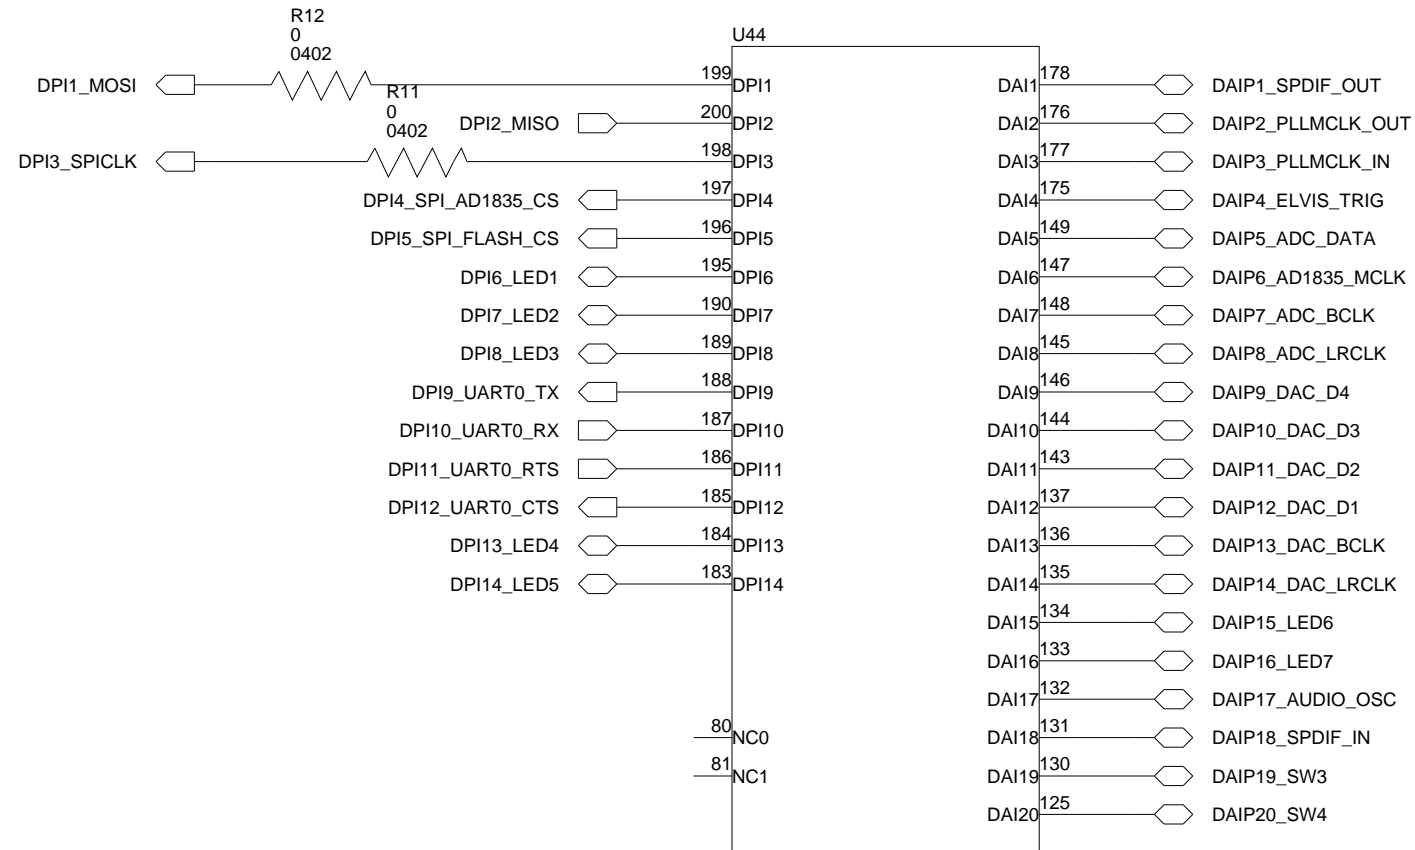 R12
0
0402
U44
DPI1_MOSI 199 DPI1 DAI1 178 DAIP1_SPDIF_OUT
R11
0
0402
DPI2_MISO 200 DPI2 DAI2 176 DAIP2_PLLMCLK_OUT
DPI3_SPICLK 198 DPI3 DAI3 177 DAIP3_PLLMCLK_IN
DPI4_SPI_AD1835_CS 197 DPI4 DAI4 175 DAIP4_ELVIS_TRIG
DPI5_SPI_FLASH_CS 196 DPI5 DAI5 149 DAIP5_ADC_DATA
DPI6_LED1 195 DPI6 DAI6 147 DAIP6_AD1835_MCLK
DPI7_LED2 190 DPI7 DAI7 148 DAIP7_ADC_BCLK
DPI8_LED3 189 DPI8 DAI8 145 DAIP8_ADC_LRCLK
DPI9_UART0_TX 188 DPI9 DAI9 146 DAIP9_DAC_D4
DPI10_UART0_RX 187 DPI10 DAI10 144 DAIP10_DAC_D3
DPI11_UART0_RTS 186 DPI11 DAI11 143 DAIP11_DAC_D2
DPI12_UART0_CTS 185 DPI12 DAI12 137 DAIP12_DAC_D1
DPI13_LED4 184 DPI13 DAI13 136 DAIP13_DAC_BCLK
DPI14_LED5 183 DPI14 DAI14 135 DAIP14_DAC_LRCLK
DAI15 134 DAIP15_LED6
DAI16 133 DAIP16_LED7
DAI17 132 DAIP17_AUDIO_OSC
80 NC0 DAI18 131 DAIP18_SPDIF_IN
81 NC1 DAI19 130 DAIP19_SW3
DAI20 125 DAIP20_SW4